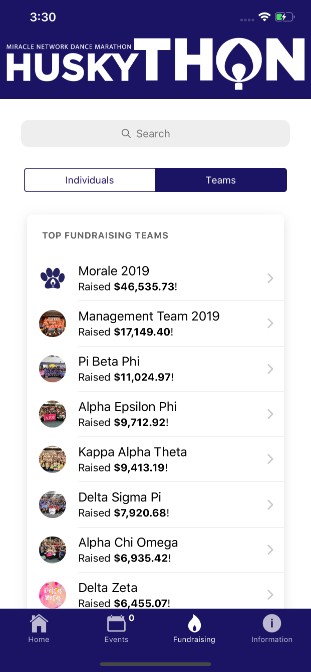 3:30
MIRACLE NETWORK DANCE MARATHON
HUSKYTHON
Search
Individuals
Teams
TOP FUNDRAISING TEAMS
Morale 2019
Raised $46,535.73!
Management Team 2019
Raised $17,149.40!
Pi Beta Phi
Raised $11,024.97!
Alpha Epsilon Phi
Raised $9,712.92!
Kappa Alpha Theta
Raised $9,413.19!
Delta Sigma Pi
Raised $7,920.68!
Alpha Chi Omega
Raised $6,935.42!
Delta Zeta
Raised $6,455.07!
0
Home
Events
Fundraising
Information